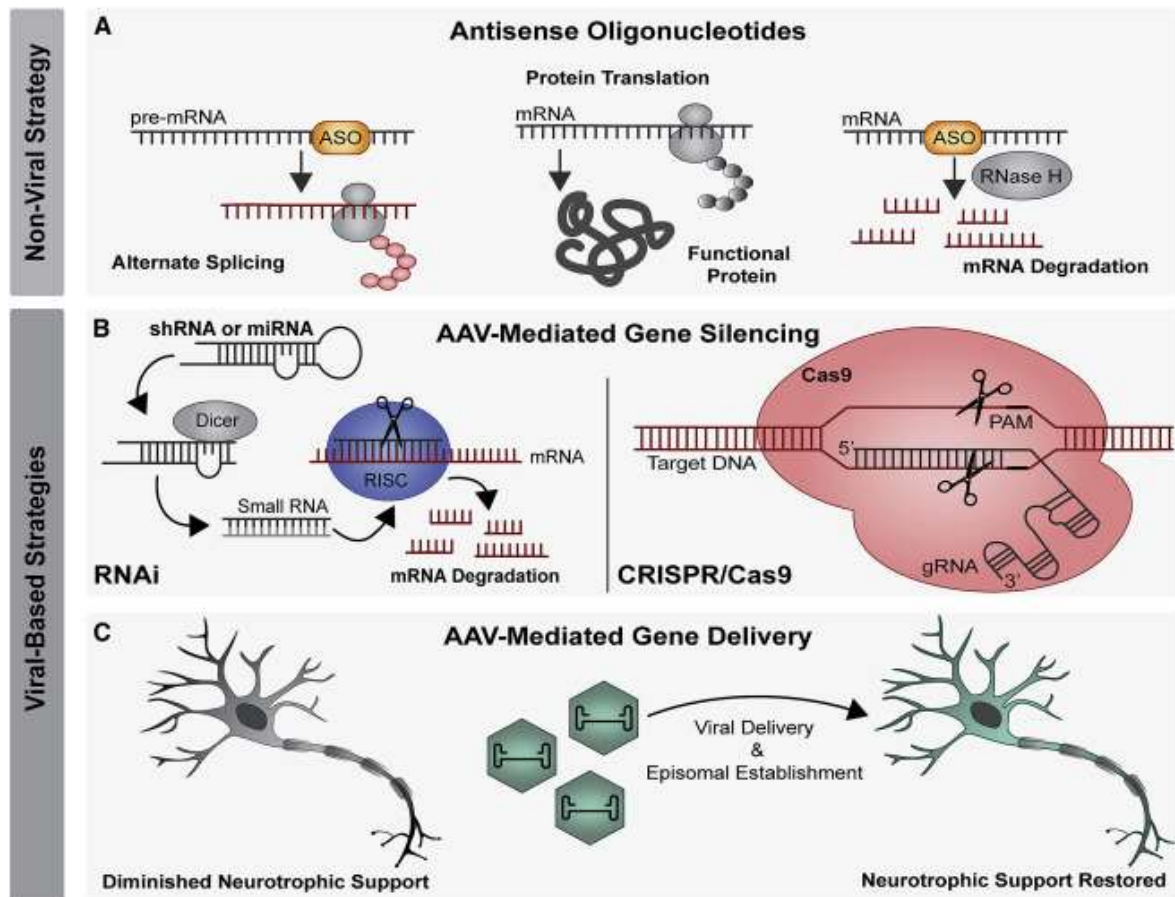 Non-Viral Strategy
A
Antisense Oligonucleotides
pre-mRNA
ASO
Alternate Splicing
Protein Translation
mRNA
Functional
Protein
mRNA
ASO
RNase H
mRNA Degradation
Viral-Based Strategies
B
AAV-Mediated Gene Silencing
shRNA or miRNA
Dicer
Small RNA
RISC
mRNA
mRNA Degradation
RNAi
Cas9
PAM
5'
Target DNA
gRNA
3'
CRISPR/Cas9
C
AAV-Mediated Gene Delivery
Diminished Neurotrophic Support
Viral Delivery
&
Episomal Establishment
Neurotrophic Support Restored